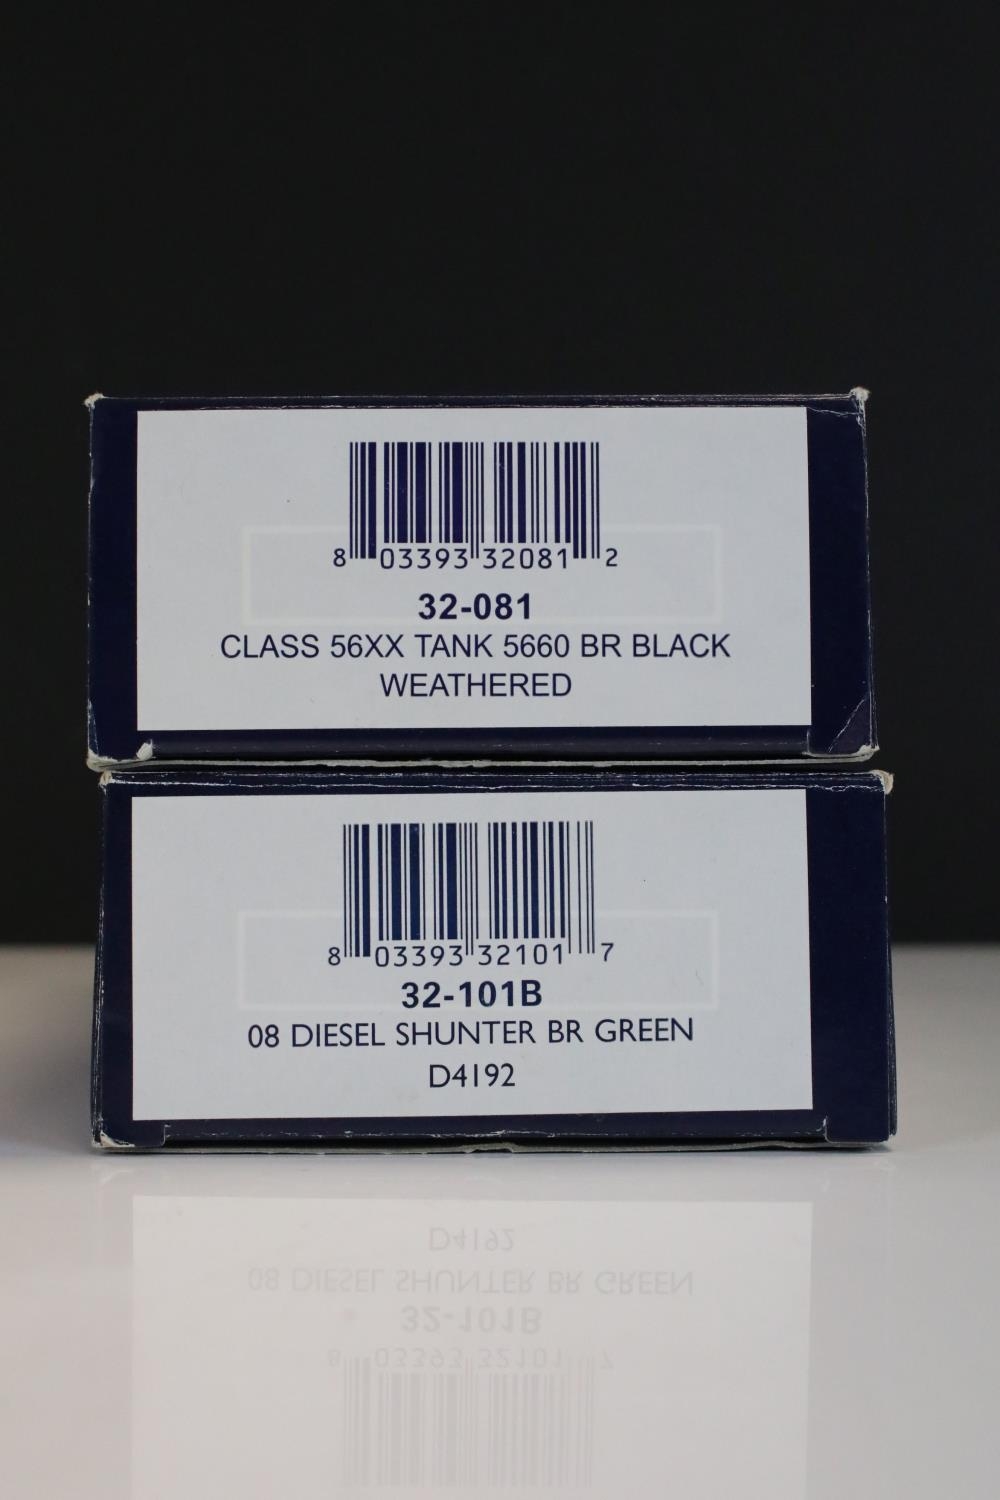 8 03393 32081 2
32-081
CLASS 56XX TANK 5660 BR BLACK
WEATHERED
8 03393 32101 7
32-101B
08 DIESEL SHUNTER BR GREEN
D4192